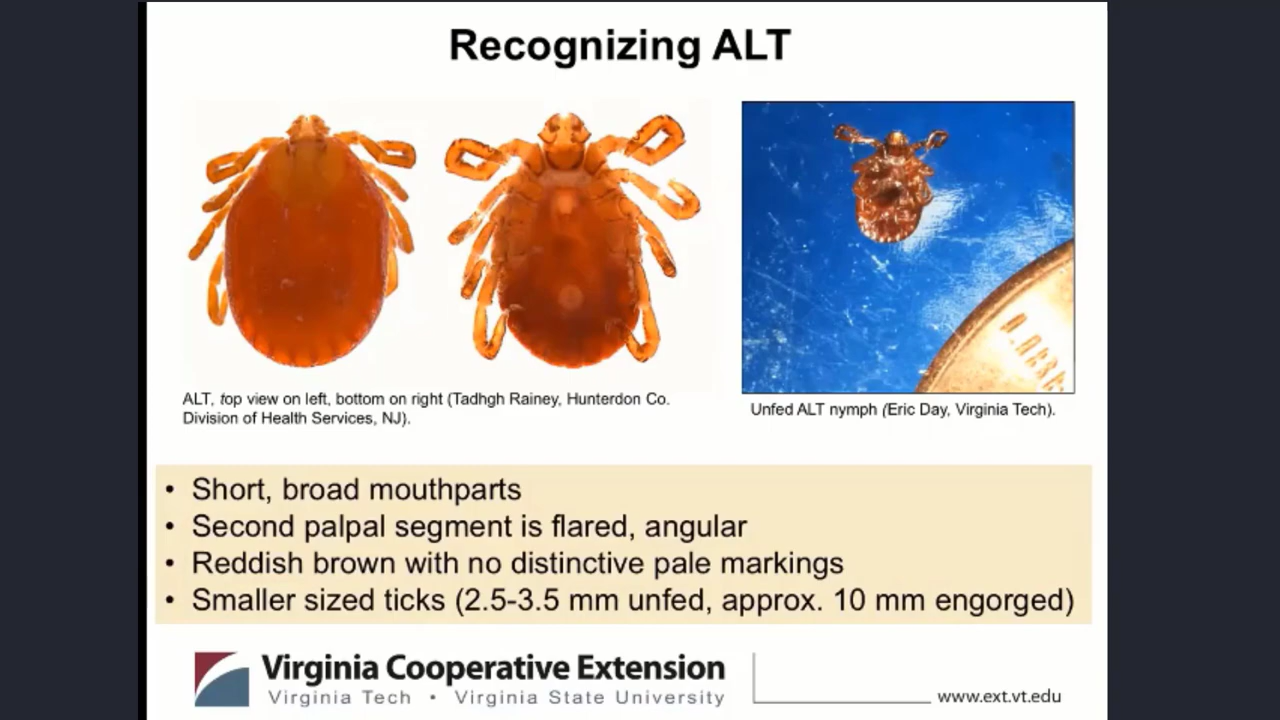 Recognizing ALT
ALT, top view on left, bottom on right (Tadhgh Rainey, Hunterdon Co.
Division of Health Services, NJ).
Unfed ALT nymph (Eric Day, Virginia Tech).
• Short, broad mouthparts
• Second palpal segment is flared, angular
• Reddish brown with no distinctive pale markings
• Smaller sized ticks (2.5-3.5 mm unfed, approx. 10 mm engorged)
Virginia Cooperative Extension
Virginia Tech • Virginia State University
www.ext.vt.edu